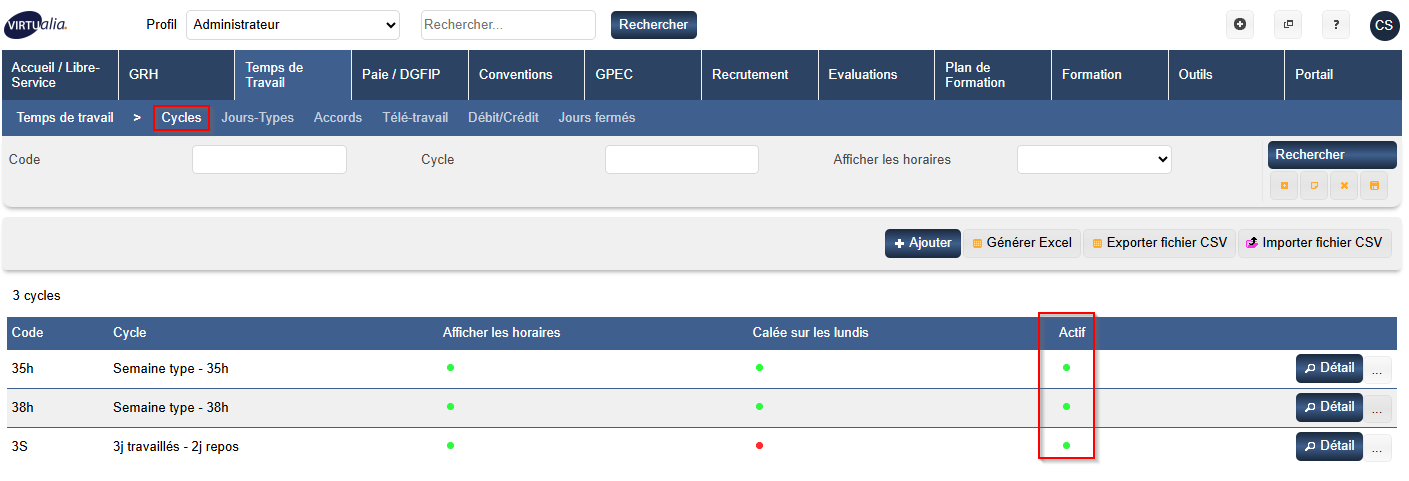 VIRTUalia.
Profil Administrateur Rechercher... Rechercher ? CS
Accueil / Libre-Service GRH Temps de Travail Paie / DGFIP Conventions GPEC Recrutement Evaluations Plan de Formation Formation Outils Portail
Temps de travail > Cycles Jours-Types Accords Télé-travail Débit/Crédit Jours fermés
Code Cycle Afficher les horaires Rechercher
Ajouter Générer Excel Exporter fichier CSV Importer fichier CSV
3 cycles
Code Cycle Afficher les horaires Calée sur les lundis Actif
35h Semaine type - 35h Détail ...
38h Semaine type - 38h Détail ...
3S 3j travaillés - 2j repos Détail ...